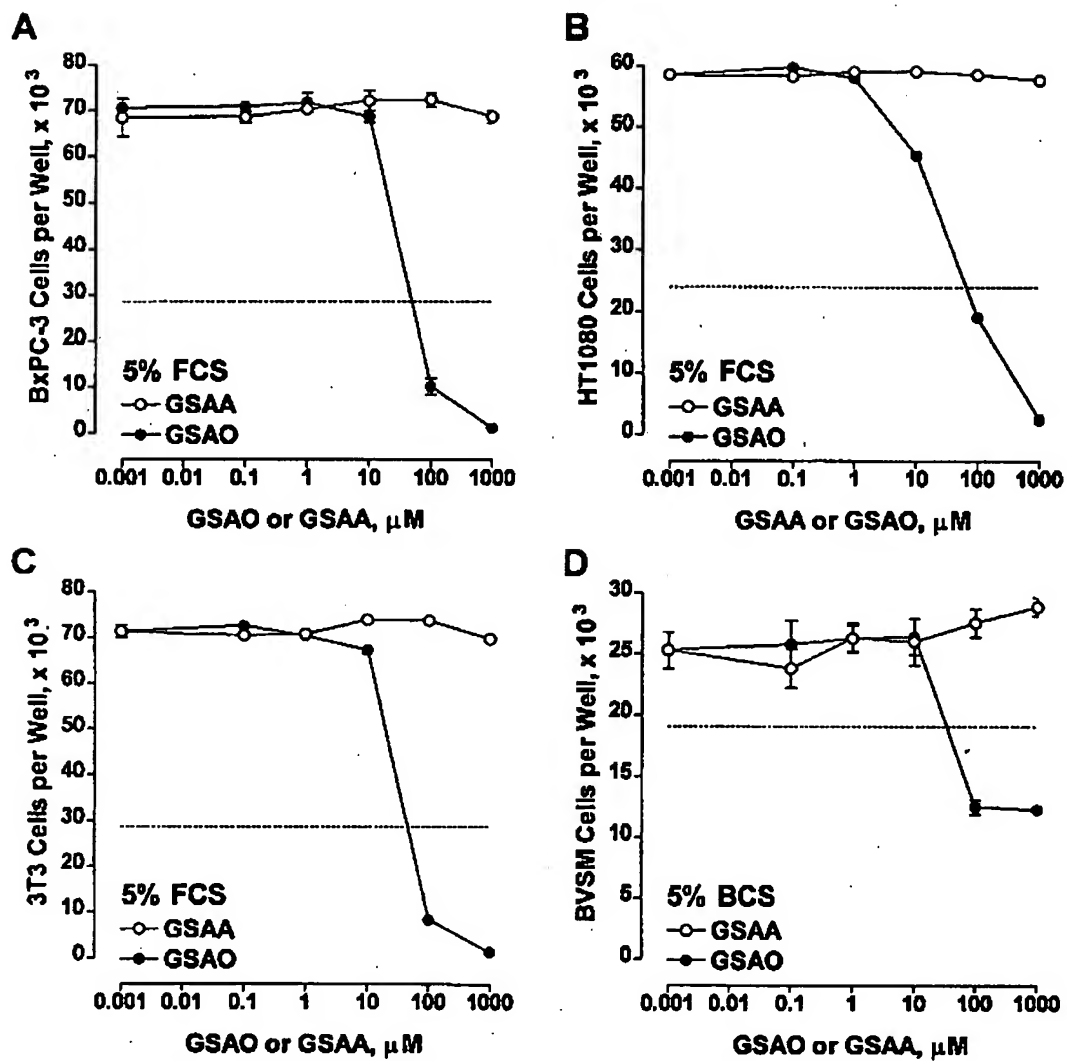 A
BxPC-3 Cells per Well, x 10³
80
70
60
50
40
30
20
10
0
5% FCS
GSAA
GSAO
0.001 0.01 0.1 1 10 100 1000
GSAO or GSAA, μM
B
HT1080 Cells per Well, x 10³
60
50
40
30
20
10
0
5% FCS
GSAA
GSAO
0.001 0.01 0.1 1 10 100 1000
GSAA or GSAO, μM
C
3T3 Cells per Well, x 10³
80
70
60
50
40
30
20
10
0
5% FCS
GSAA
GSAO
0.001 0.01 0.1 1 10 100 1000
GSAO or GSAA, μM
D
BVSM Cells per Well, x 10³
30
25
20
15
10
5
0
5% BCS
GSAA
GSAO
0.001 0.01 0.1 1 10 100 1000
GSAO or GSAA, μM